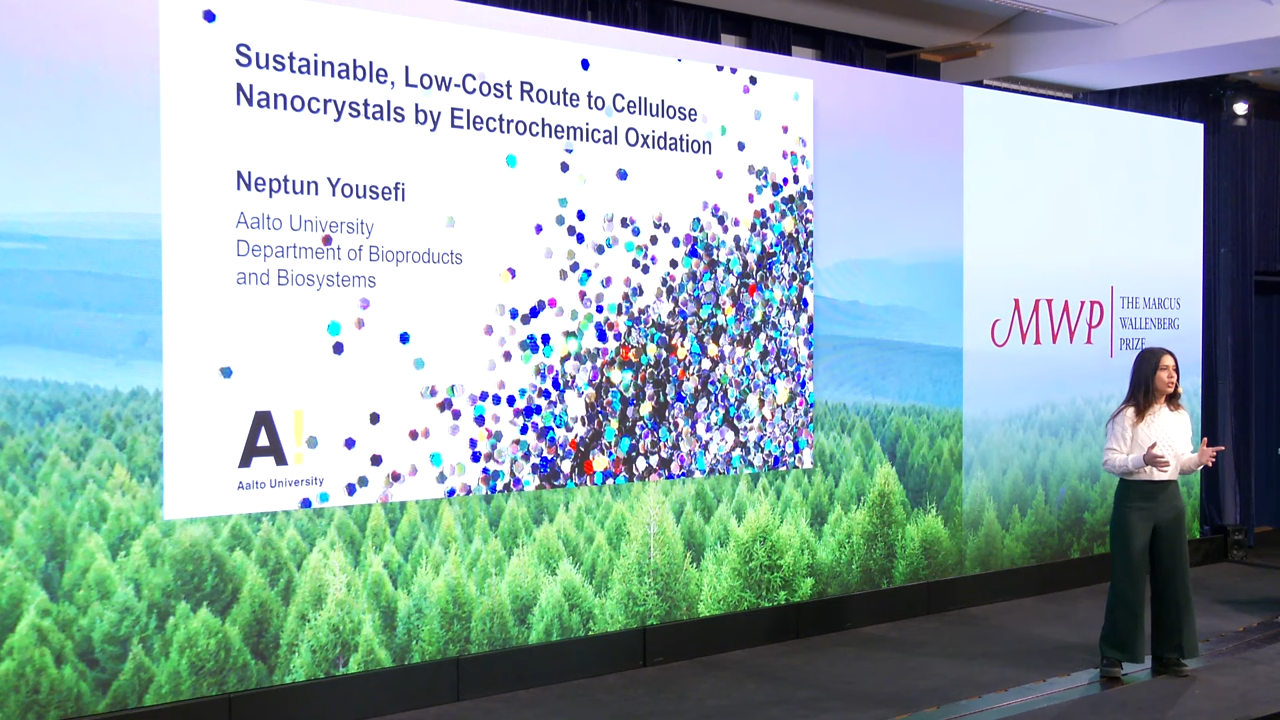 Sustainable, Low-Cost Route to Cellulose
Nanocrystals by Electrochemical Oxidation
Neptun Yousefi
Aalto University
Department of Bioproducts
and Biosystems
A!
Aalto University
MWP
THE MARCUS
WALLENBERG
PRIZE